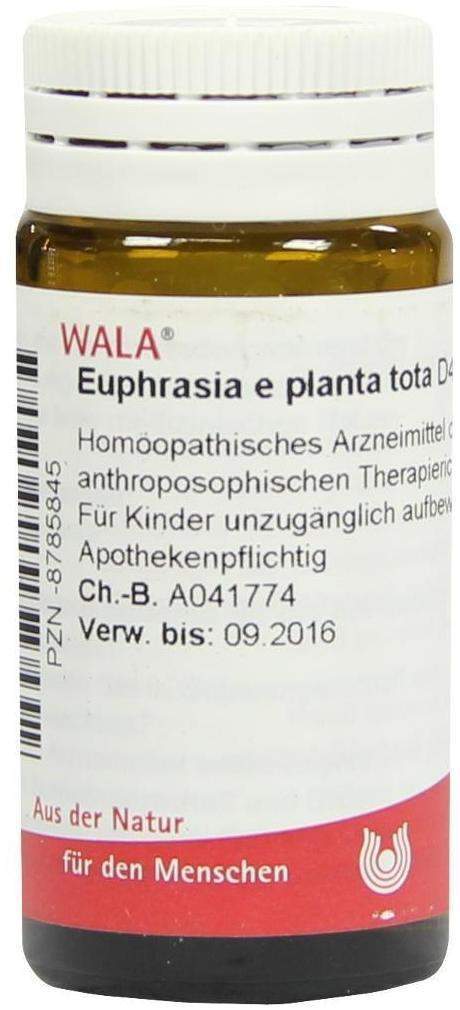 WALA®
Euphrasia e planta tota D4
Homöopathisches Arzneimittel
anthroposophischen
Für Kinder unzugänglich
Apothekenpflichtig
Ch.-B. A041774
Verw. bis: 09.2016
PZN -8785845
Aus der Natur
für den Menschen